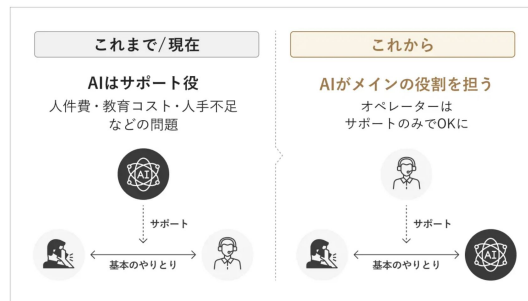 これまで/現在
AIはサポート役
人件費・教育コスト・人手不足
などの問題
AI
サポート
基本のやりとり
これから
AIがメインの役割を担う
オペレーターは
サポートのみでOKに
サポート
基本のやりとり
AI